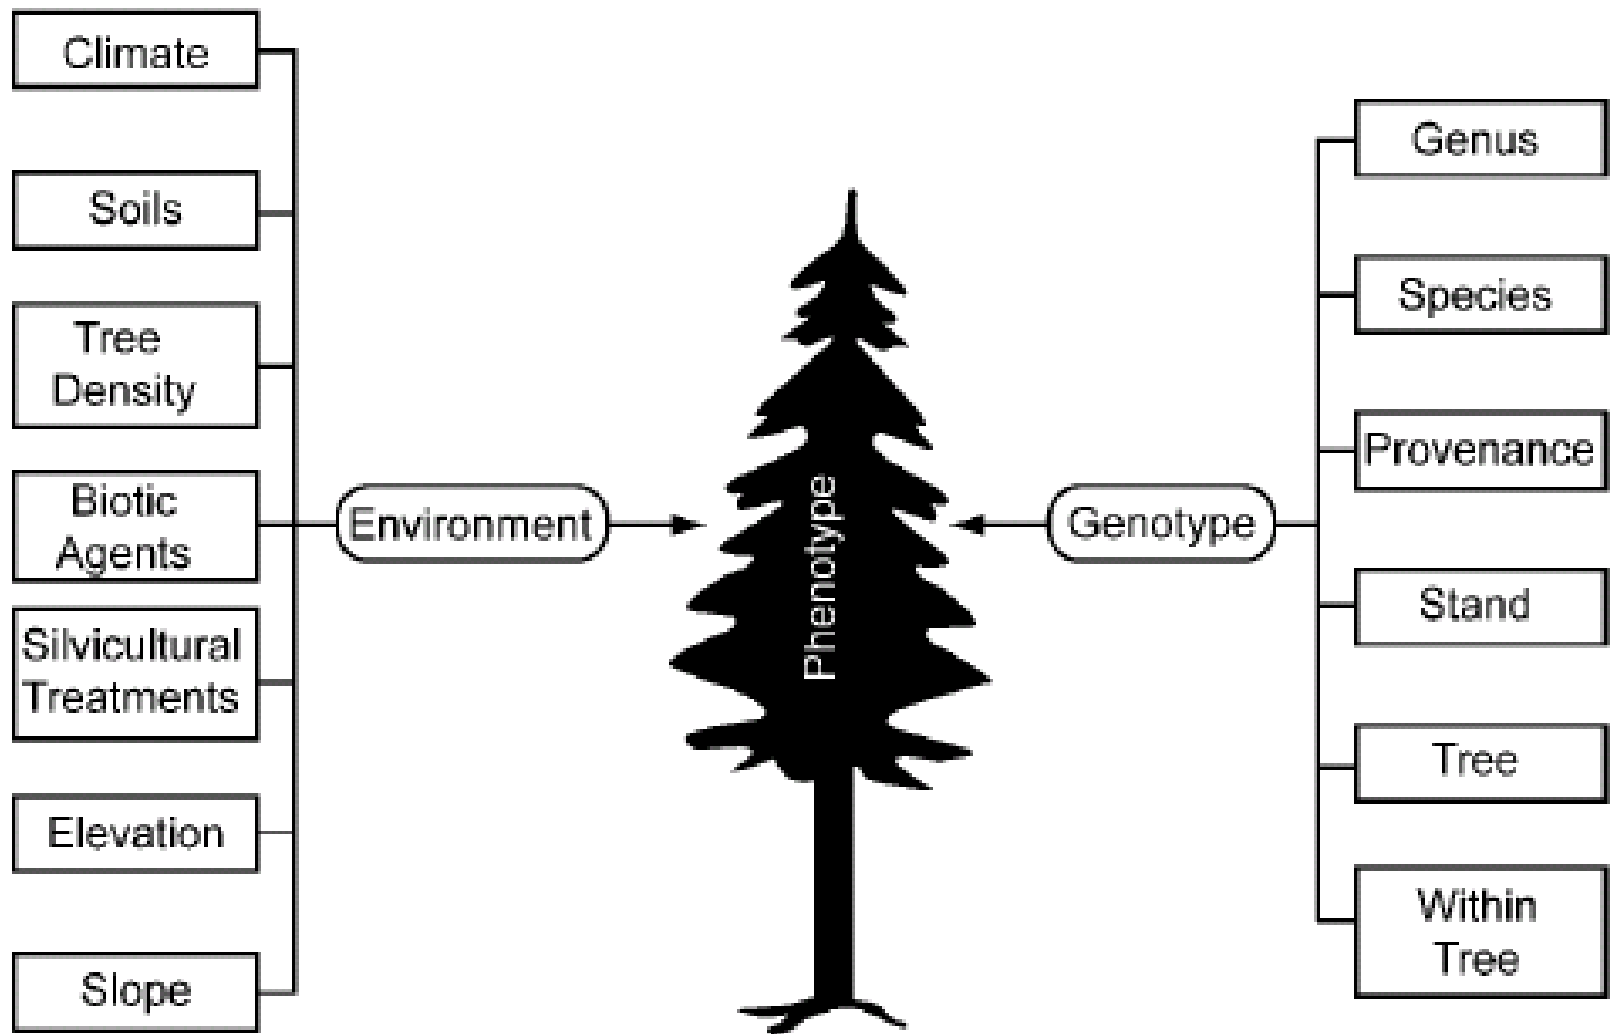 Climate
Soils
Tree
Density
Biotic
Agents
Silvicultural
Treatments
Elevation
Slope
Environment
Phenotype
Genotype
Genus
Species
Provenance
Stand
Tree
Within
Tree